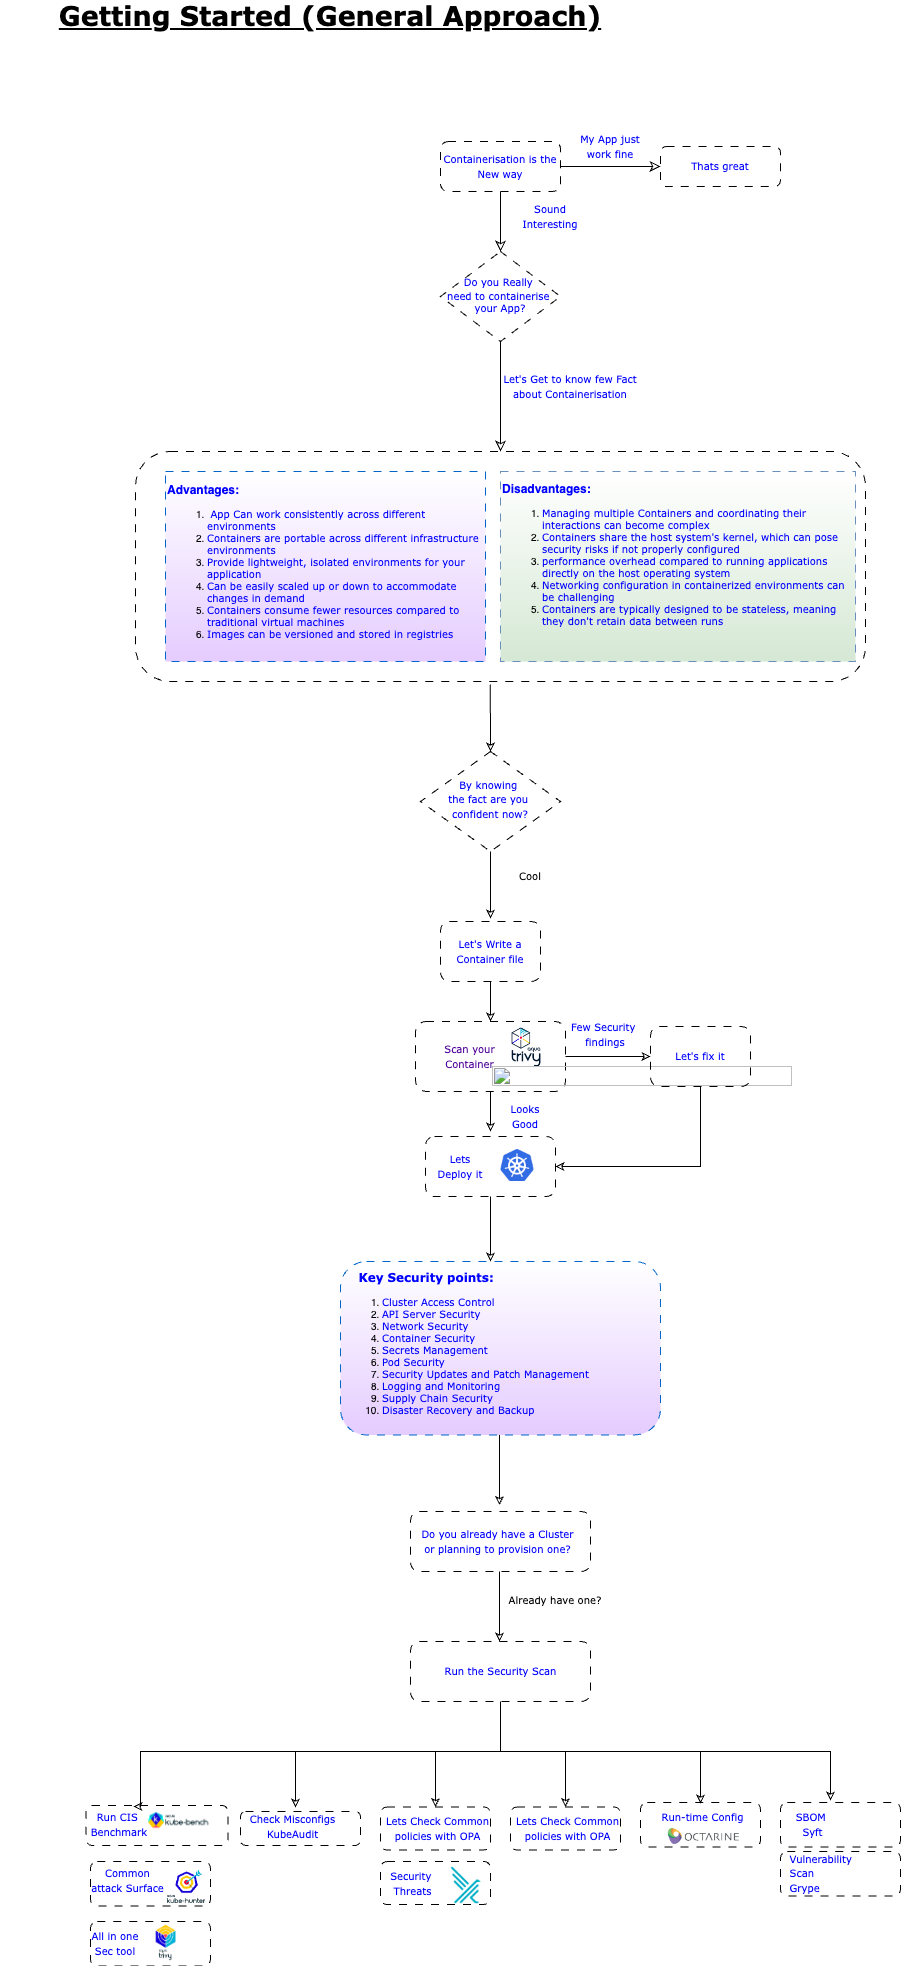 Getting Started (General Approach)
My App just
work fine
Containerisation is the
New way
Thats great
Sound
Interesting
Do you Really
need to containerise
your App?
Let's Get to know few Fact
about Containerisation
Advantages:
1. App Can work consistently across different
environments
2. Containers are portable across different infrastructure
environments
3. Provide lightweight, isolated environments for your
application
4. Can be easily scaled up or down to accommodate
changes in demand
5. Containers consume fewer resources compared to
traditional virtual machines
6. Images can be versioned and stored in registries
Disadvantages:
1. Managing multiple Containers and coordinating their
interactions can become complex
2. Containers share the host system's kernel, which can pose
security risks if not properly configured
3. performance overhead compared to running applications
directly on the host operating system
4. Networking configuration in containerized environments can
be challenging
5. Containers are typically designed to be stateless, meaning
they don't retain data between runs
By knowing
the fact are you
confident now?
Cool
Let's Write a
Container file
Scan your
Container
aqua
trivy
Few Security
findings
Let's fix it
Looks
Good
Lets
Deploy it
Key Security points:
1. Cluster Access Control
2. API Server Security
3. Network Security
4. Container Security
5. Secrets Management
6. Pod Security
7. Security Updates and Patch Management
8. Logging and Monitoring
9. Supply Chain Security
10. Disaster Recovery and Backup
Do you already have a Cluster
or planning to provision one?
Already have one?
Run the Security Scan
Run CIS
Benchmark
kube-bench
Common
attack Surface
kube-hunter
All in one
Sec tool
trivy
Check Misconfigs
KubeAudit
Lets Check Common
policies with OPA
Security
Threats
Lets Check Common
policies with OPA
Run-time Config
OCTARINE
SBOM
Syft
Vulnerability
Scan
Grype